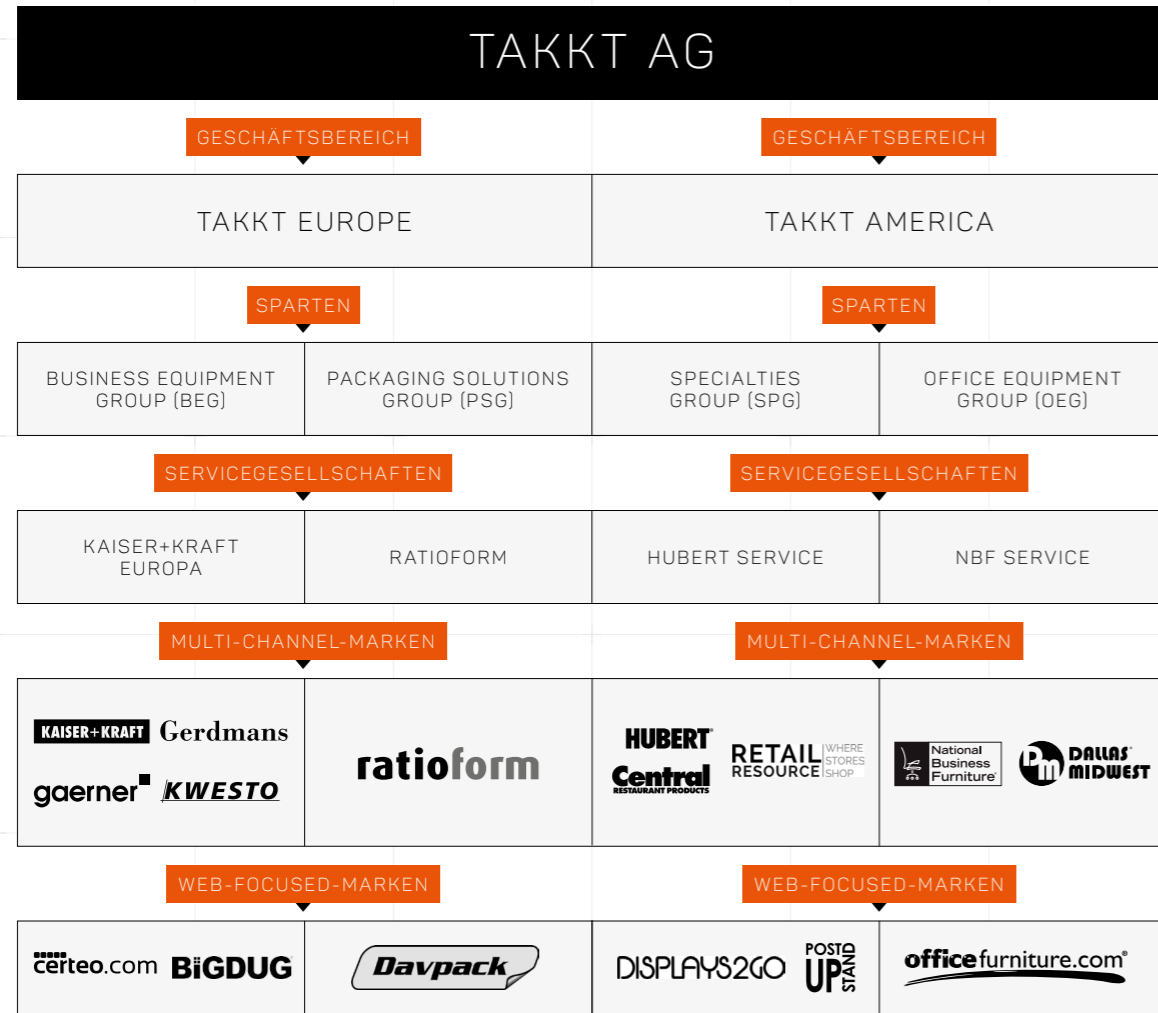 TAKKT AG
GESCHÄFTSBEREICH
GESCHÄFTSBEREICH
TAKKT EUROPE
TAKKT AMERICA
SPARTEN
SPARTEN
BUSINESS EQUIPMENT
GROUP (BEG)
PACKAGING SOLUTIONS
GROUP (PSG)
SPECIALTIES
GROUP (SPG)
OFFICE EQUIPMENT
GROUP (OEG)
SERVICEGESELLSCHAFTEN
SERVICEGESELLSCHAFTEN
KAISER+KRAFT
EUROPA
RATIOFORM
HUBERT SERVICE
NBF SERVICE
MULTI-CHANNEL-MARKEN
MULTI-CHANNEL-MARKEN
KAISER+KRAFT
Gerdmans
gaerner
KWESTO
ratioform
HUBERT®
Central
RESTAURANT PRODUCTS
RETAIL
RESOURCE
WHERE
STORES
SHOP
National
Business
Furniture®
DM
DALLAS
MIDWEST
WEB-FOCUSED-MARKEN
WEB-FOCUSED-MARKEN
certeo.com
BiGDUG
Davpack
DISPLAYS2GO
POST
UP
STAND
officefurniture.com®